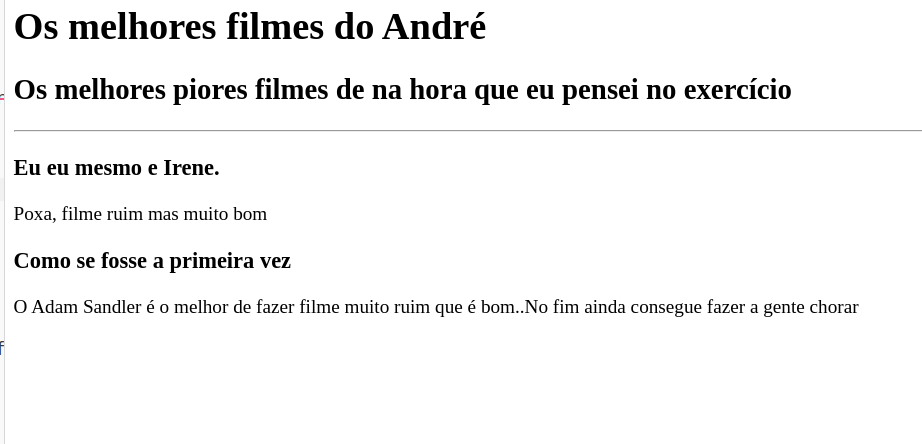 Os melhores filmes do André
Os melhores piores filmes de na hora que eu pensei no exercício
Eu eu mesmo e Irene.
Poxa, filme ruim mas muito bom
Como se fosse a primeira vez
O Adam Sandler é o melhor de fazer filme muito ruim que é bom..No fim ainda consegue fazer a gente chorar